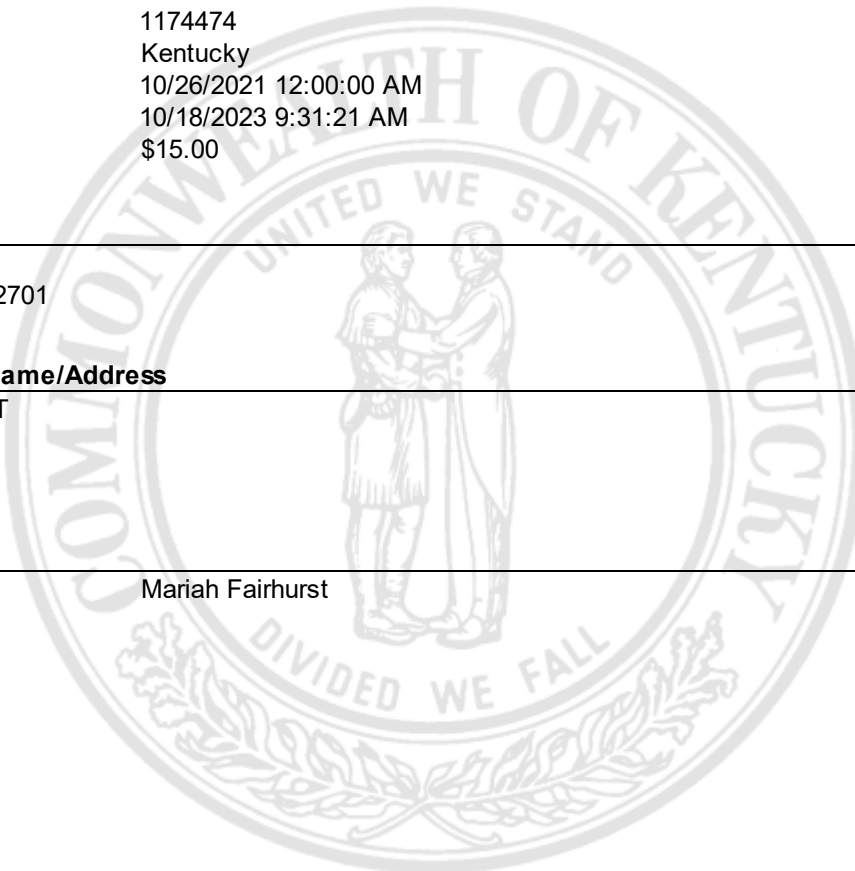 1174474
Kentucky
10/26/2021 12:00:00 AM
10/18/2023 9:31:21 AM
$15.00
COMMONWEALTH OF KENTUCKY
UNITED WE STAND
2701
ame/Address
T
Mariah Fairhurst
DIVIDED WE FALL